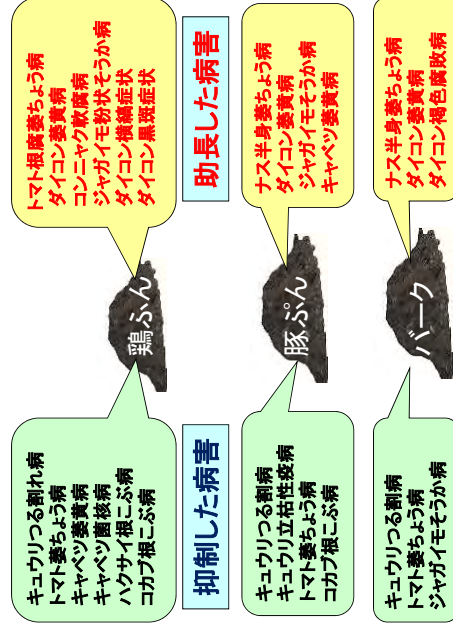 キュウリつる割れ病
トマト萎ちょう病
キャベツ萎黄病
キャベツ菌核病
ハクサイ根こぶ病
コカブ根こぶ病
鶏ふん
トマト根腐萎ちょう病
ダイコン萎黄病
コンニャク軟腐病
ジャガイモ粉状そうか病
ダイコン横縞症状
ダイコン黒斑症状
抑制した病害
助長した病害
キュウリつる割病
キュウリ立枯性疫病
トマト萎ちょう病
コカブ根こぶ病
豚ぷん
ナス半身萎ちょう病
ダイコン萎黄病
ジャガイモそうか病
キャベツ萎黄病
キュウリつる割病
トマト萎ちょう病
ジャガイモそうか病
バーク
ナス半身萎ちょう病
ダイコン萎黄病
ダイコン褐色腐敗病